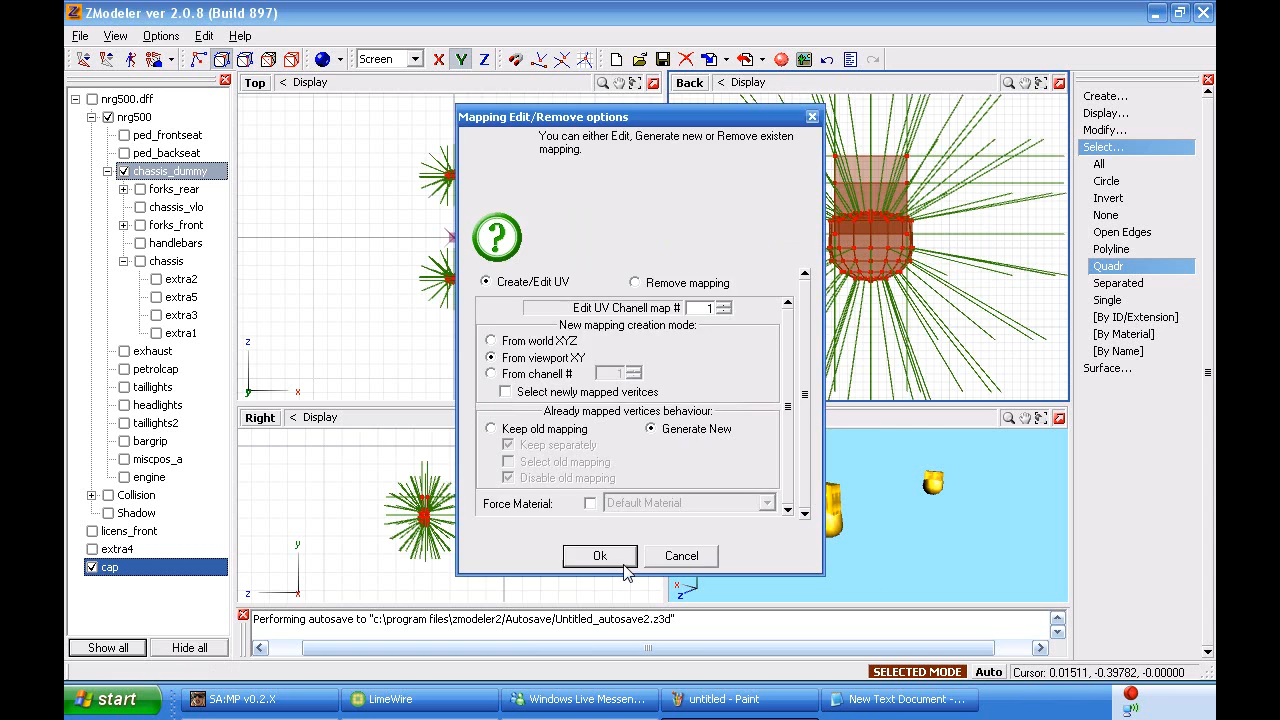 ZModeler ver 2.0.8 (Build 897)
File View Options Edit Help
Screen X Y Z
Top < Display
Back < Display
Right < Display
nrg500.dff
nrg500
ped_frontseat
ped_backseat
chassis_dummy
forks_rear
chassis_vlo
forks_front
handlebars
chassis
extra2
extra5
extra3
extra1
exhaust
petrolcap
taillights
headlights
taillights2
bargrip
miscpos_a
engine
Collision
Shadow
licens_front
extra4
cap
Show all Hide all
z
y x
y
z x
x
z
Mapping Edit/Remove options
You can either Edit, Generate new or Remove existen
mapping.
Create/Edit UV Remove mapping
Edit UV Chanell map # 1
New mapping creation mode:
From world XYZ
From viewport XY
From chanell # 1
Select newly mapped veritces
Already mapped vertices behaviour:
Keep old mapping Generate New
Keep separately
Select old mapping
Disable old mapping
Force Material: Default Material
Ok Cancel
Create...
Display...
Modify...
Select...
All
Circle
Invert
None
Open Edges
Polyline
Quadr
Separated
Single
[By ID/Extension]
[By Material]
[By Name]
Surface...
Performing autosave to "c:\program files\zmodeler2/Autosave/Untitled_autosave2.z3d"
SELECTED MODE Auto Cursor: 0.01511, -0.39782, -0.00000
start SA:MP v0.2.X LimeWire Windows Live Messen... untitled - Paint New Text Document -...